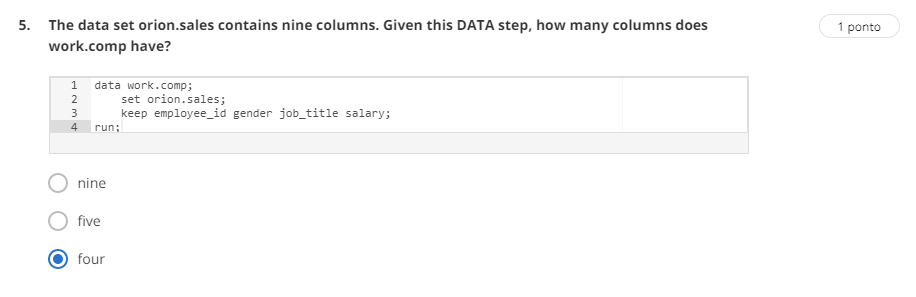 5. The data set orion.sales contains nine columns. Given this DATA step, how many columns does
work.comp have?
1 ponto
1 data work.comp;
2 set orion.sales;
3 keep employee_id gender job_title salary;
4 run;
nine
five
four